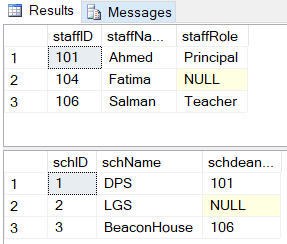 Results Messages
staffID staffNa... staffRole
1 101 Ahmed Principal
2 104 Fatima NULL
3 106 Salman Teacher
schID schName schdean...
1 1 DPS 101
2 2 LGS NULL
3 3 BeaconHouse 106